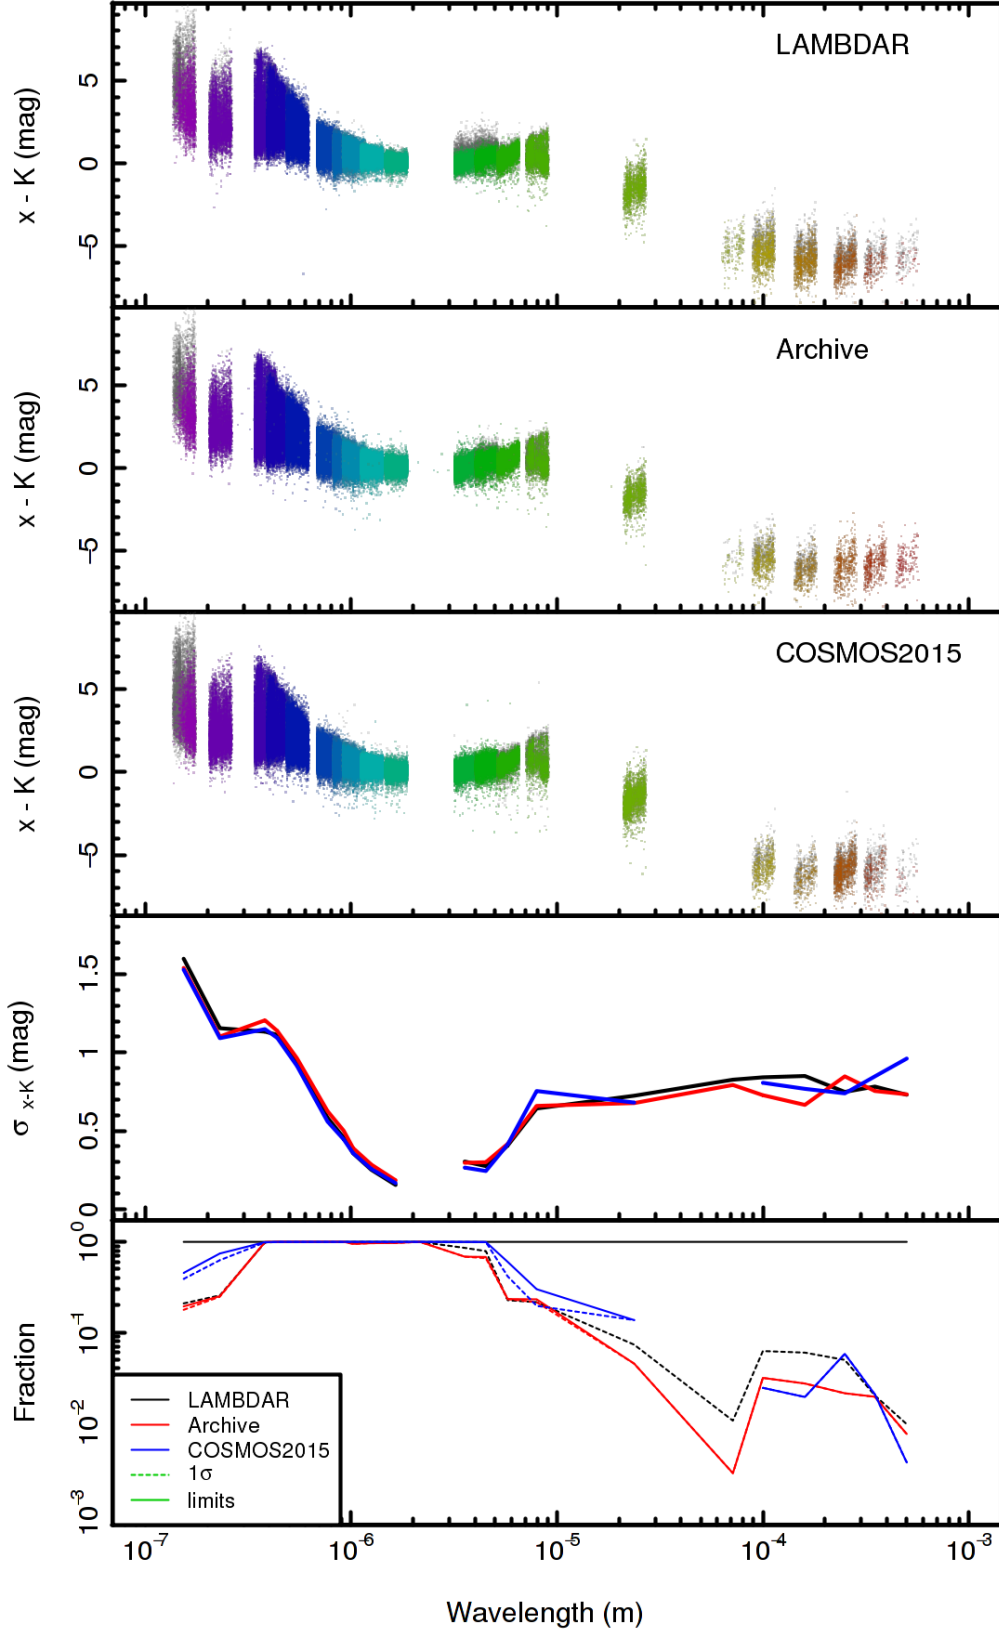 LAMBDAR
x - K (mag)
5
0
−5
Archive
x - K (mag)
5
0
−5
COSMOS2015
x - K (mag)
5
0
−5
σ x-K (mag)
1.5
1
0.5
0
Fraction
10^0
10^-1
10^-2
10^-3
LAMBDAR
Archive
COSMOS2015
1σ
limits
10^-7
10^-6
10^-5
10^-4
10^-3
Wavelength (m)